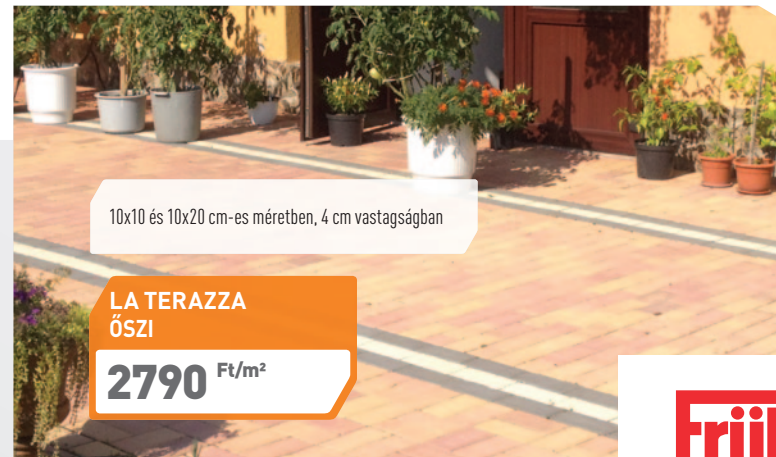 10x10 és 10x20 cm-es méretben, 4 cm vastagságban
LA TERAZZA
ŐSZI
2790 Ft/m²